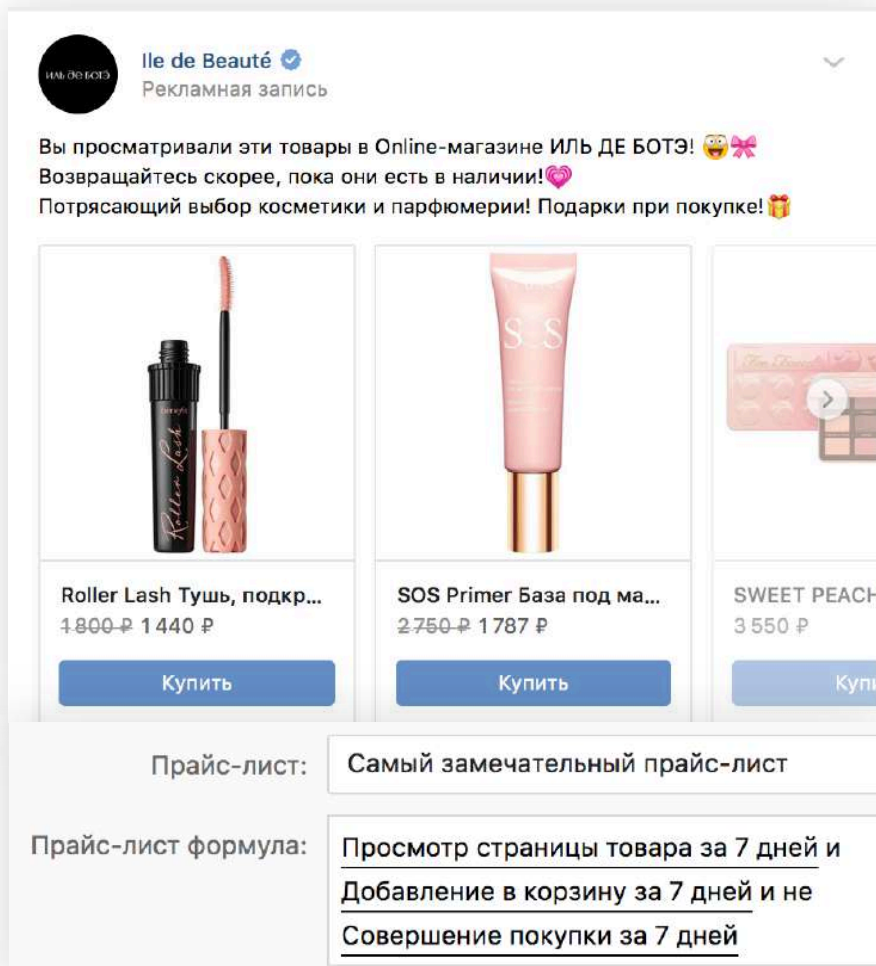 ИЛЬ де БОТЭ
Ile de Beauté
Рекламная запись
Вы просматривали эти товары в Online-магазине ИЛЬ ДЕ БОТЭ! 🤯🎀
Возвращайтесь скорее, пока они есть в наличии!💗
Потрясающий выбор косметики и парфюмерии! Подарки при покупке!🎁
benefit
Roller Lash
SOS
Too Faced
Roller Lash Тушь, подкр...
1 800 ₽ 1 440 ₽
Купить
SOS Primer База под ма...
2 750 ₽ 1 787 ₽
Купить
SWEET PEACH
3 550 ₽
Купи
Прайс-лист: Самый замечательный прайс-лист
Прайс-лист формула: Просмотр страницы товара за 7 дней и
Добавление в корзину за 7 дней и не
Совершение покупки за 7 дней